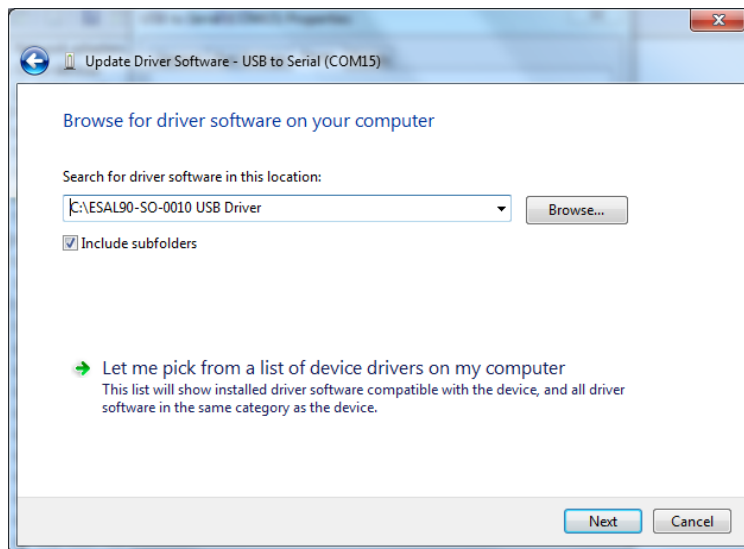 Update Driver Software - USB to Serial (COM15)
Browse for driver software on your computer
Search for driver software in this location:
C:\ESAL90-SO-0010 USB Driver
Browse...
Include subfolders
Let me pick from a list of device drivers on my computer
This list will show installed driver software compatible with the device, and all driver
software in the same category as the device.
Next
Cancel